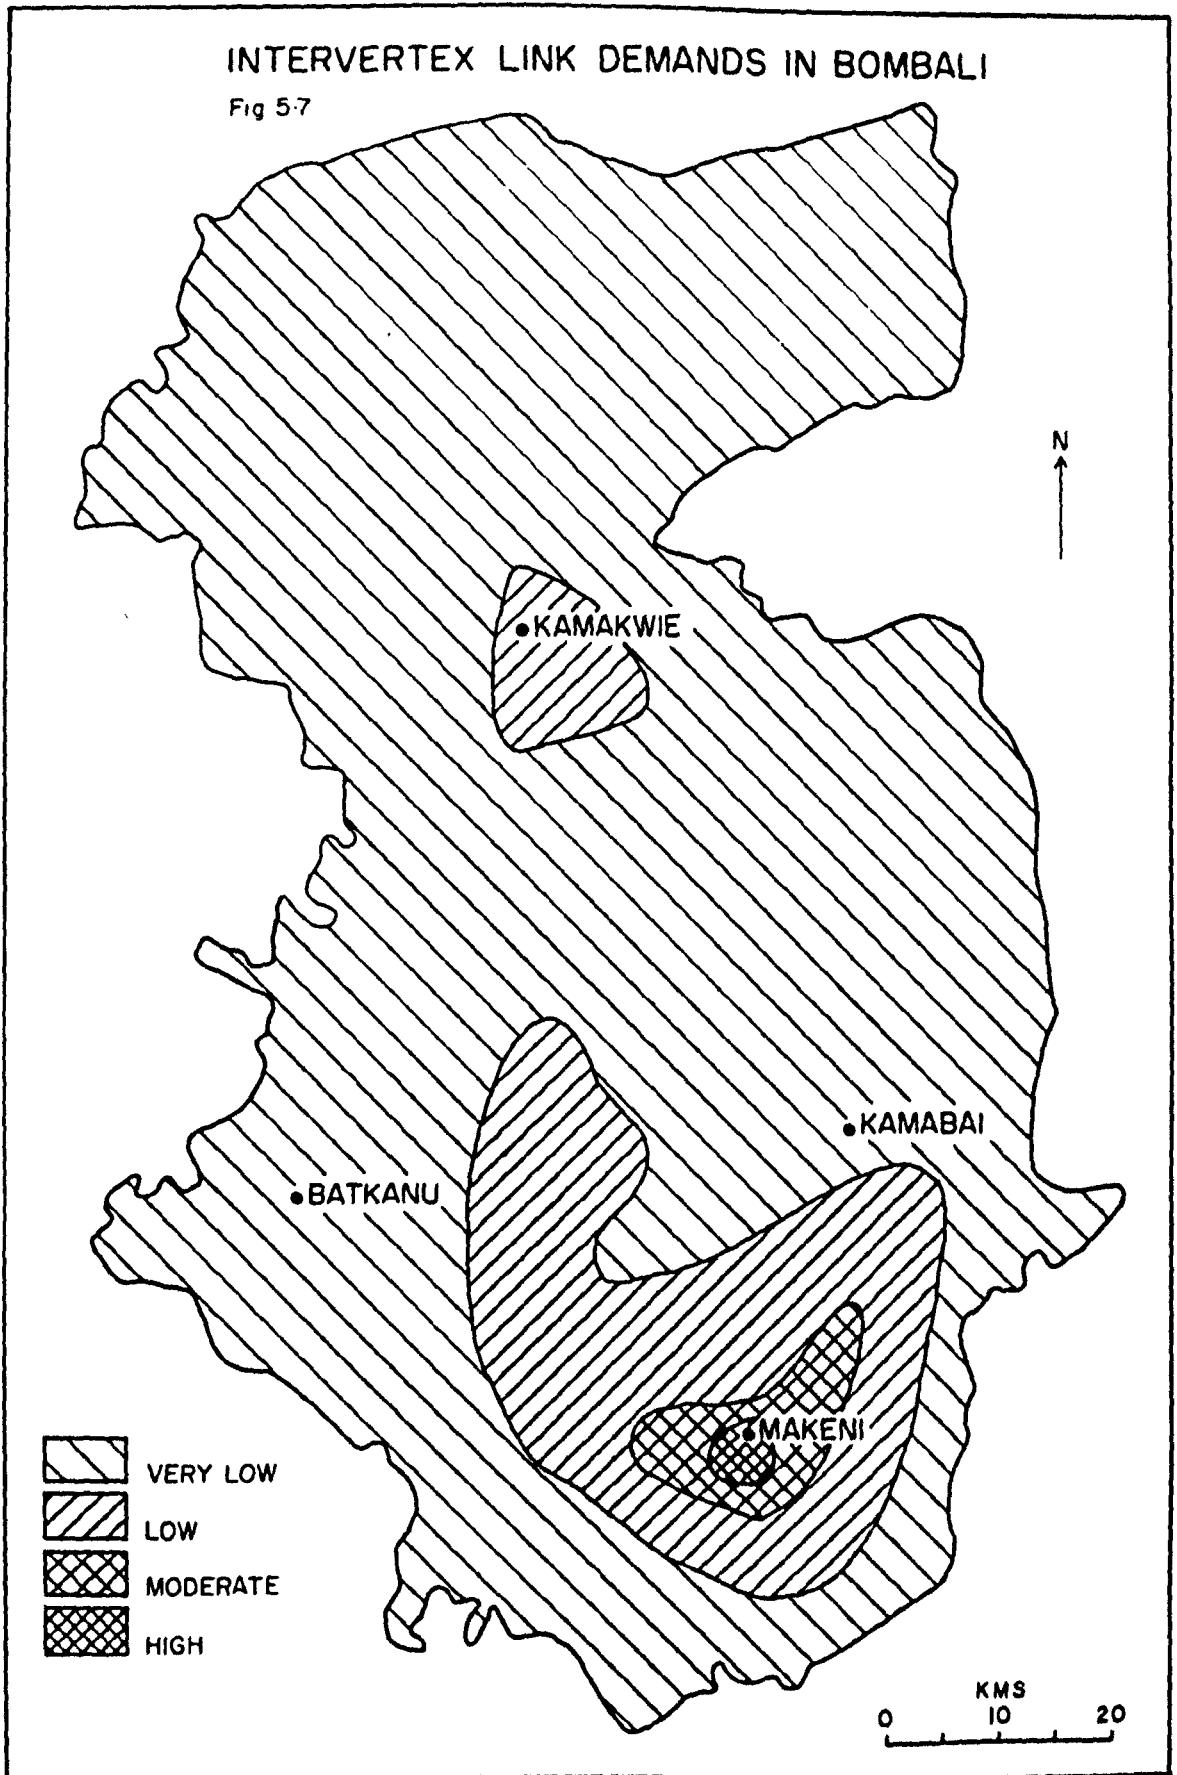 INTERVERTEX LINK DEMANDS IN BOMBALI
Fig 5·7
N
KAMAKWIE
KAMABAI
BATKANU
MAKENI
VERY LOW
LOW
MODERATE
HIGH
KMS
0 10 20